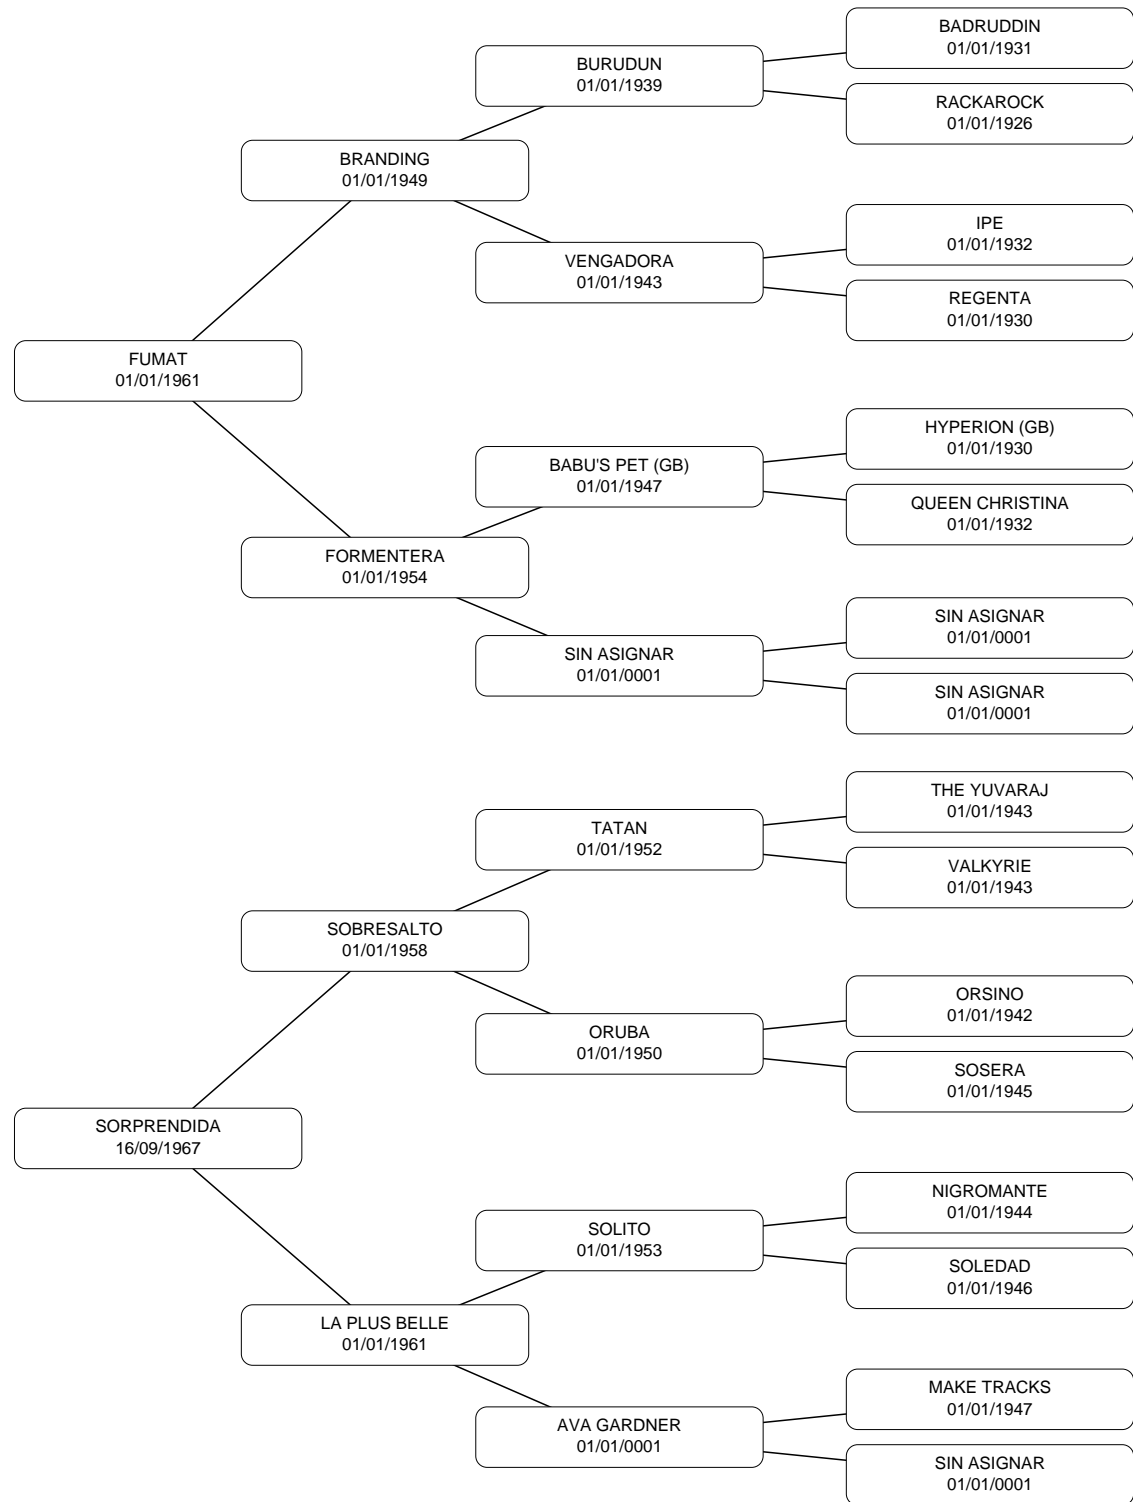 BADRUDDIN
01/01/1931
BURUDUN
01/01/1939
RACKAROCK
01/01/1926
BRANDING
01/01/1949
IPE
01/01/1932
VENGADORA
01/01/1943
REGENTA
01/01/1930
FUMAT
01/01/1961
HYPERION (GB)
01/01/1930
BABU'S PET (GB)
01/01/1947
QUEEN CHRISTINA
01/01/1932
FORMENTERA
01/01/1954
SIN ASIGNAR
01/01/0001
SIN ASIGNAR
01/01/0001
SIN ASIGNAR
01/01/0001
THE YUVARAJ
01/01/1943
TATAN
01/01/1952
VALKYRIE
01/01/1943
SOBRESALTO
01/01/1958
ORSINO
01/01/1942
ORUBA
01/01/1950
SOSERA
01/01/1945
SORPRENDIDA
16/09/1967
NIGROMANTE
01/01/1944
SOLITO
01/01/1953
SOLEDAD
01/01/1946
LA PLUS BELLE
01/01/1961
MAKE TRACKS
01/01/1947
AVA GARDNER
01/01/0001
SIN ASIGNAR
01/01/0001